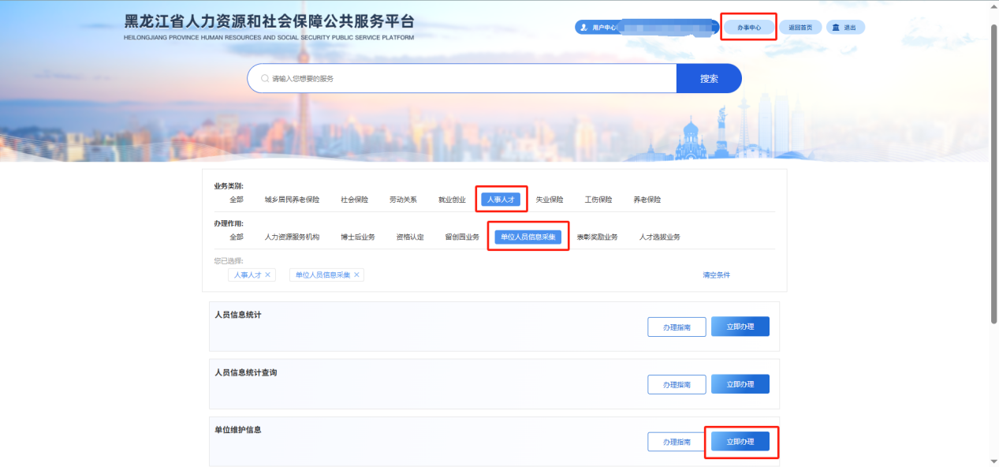 黑龙江省人力资源和社会保障公共服务平台
HEILONGJIANG PROVINCE HUMAN RESOURCES AND SOCIAL SECURITY PUBLIC SERVICE PLATFORM
用户中心 办事中心 返回首页 退出
请输入您想要的服务 搜索
业务类别:
全部 城乡居民养老保险 社会保险 劳动关系 就业创业 人事人才 失业保险 工伤保险 养老保险
办理作用:
全部 人力资源服务机构 博士后业务 资格认定 留创园业务 单位人员信息采集 表彰奖励业务 人才选拔业务
您已选择:
人事人才 × 单位人员信息采集 × 清空条件
人员信息统计
办理指南 立即办理
人员信息统计查询
办理指南 立即办理
单位维护信息
办理指南 立即办理